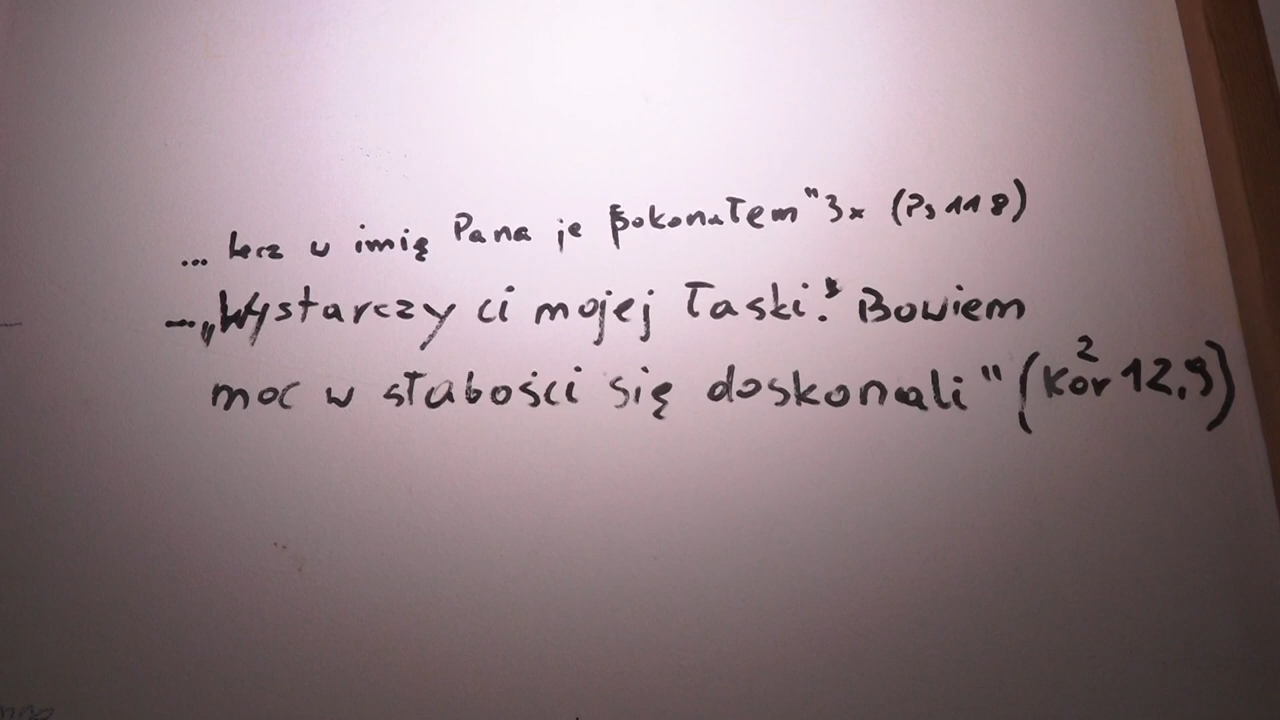 ... lecz w imię Pana je pokonałem" 3x (Ps 118)
- „Wystarczy ci mojej łaski. Bowiem
moc w słabości się doskonali" (2 Kor 12,9)